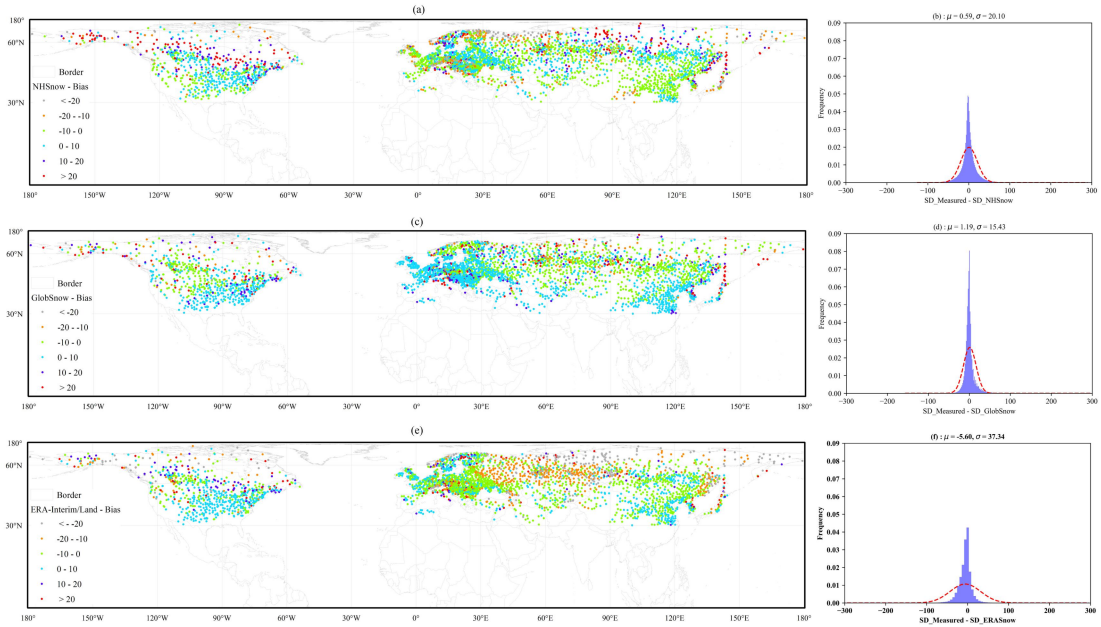 (a)
180°
60°N
30°N
Border
NHSnow - Bias
< -20
-20 - -10
-10 - 0
0 - 10
10 - 20
> 20
180° 150°W 120°W 90°W 60°W 30°W 0° 30°E 60°E 90°E 120°E 150°E 180°
(b) : μ = 0.59, σ = 20.10
Frequency
0.09
0.08
0.07
0.06
0.05
0.04
0.03
0.02
0.01
0.00
−300 −200 −100 0 100 200 300
SD_Measured - SD_NHSnow
(c)
180°
60°N
30°N
Border
GlobSnow - Bias
< -20
-20 - -10
-10 - 0
0 - 10
10 - 20
> 20
180° 150°W 120°W 90°W 60°W 30°W 0° 30°E 60°E 90°E 120°E 150°E 180°
(d) : μ = 1.19, σ = 15.43
Frequency
0.09
0.08
0.07
0.06
0.05
0.04
0.03
0.02
0.01
0.00
−300 −200 −100 0 100 200 300
SD_Measured - SD_GlobSnow
(e)
180°
60°N
30°N
Border
ERA-Interim/Land - Bias
< - -20
-20 - -10
-10 - 0
0 - 10
10 - 20
> 20
180° 150°W 120°W 90°W 60°W 30°W 0° 30°E 60°E 90°E 120°E 150°E 180°
(f) : μ = -5.60, σ = 37.34
Frequency
0.09
0.08
0.07
0.06
0.05
0.04
0.03
0.02
0.01
0.00
−300 −200 −100 0 100 200 300
SD_Measured - SD_ERASnow